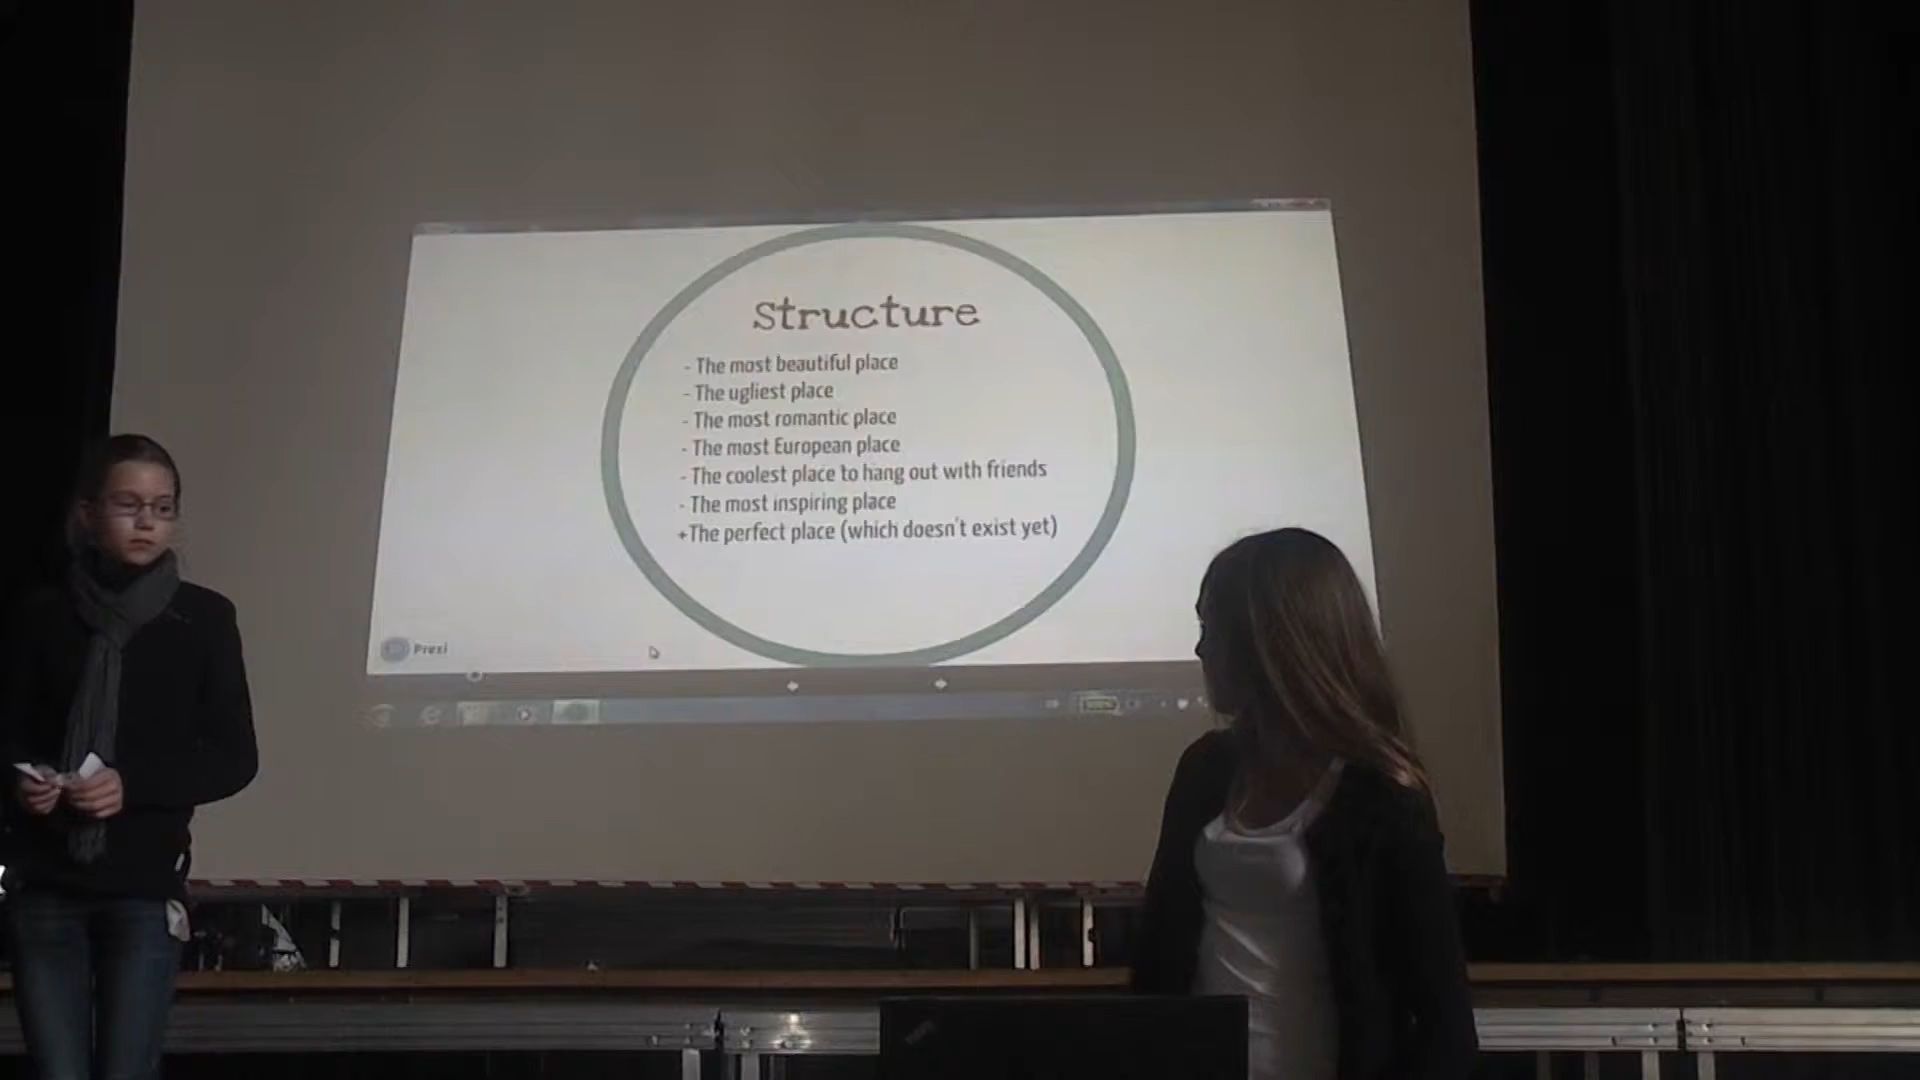 Structure
- The most beautiful place
- The ugliest place
- The most romantic place
- The most European place
- The coolest place to hang out with friends
- The most inspiring place
+The perfect place (which doesn't exist yet)
Prezi